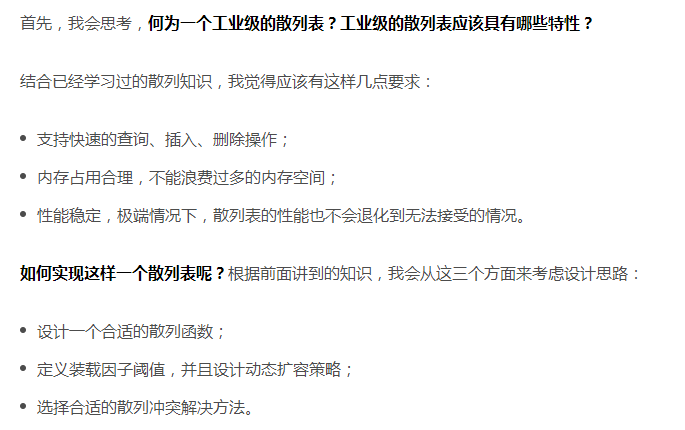 首先，我会思考，何为一个工业级的散列表？工业级的散列表应该具有哪些特性？
结合已经学习过的散列知识，我觉得应该有这样几点要求：
支持快速的查询、插入、删除操作；
内存占用合理，不能浪费过多的内存空间；
性能稳定，极端情况下，散列表的性能也不会退化到无法接受的情况。
如何实现这样一个散列表呢？根据前面讲到的知识，我会从这三个方面来考虑设计思路：
设计一个合适的散列函数；
定义装载因子阈值，并且设计动态扩容策略；
选择合适的散列冲突解决方法。